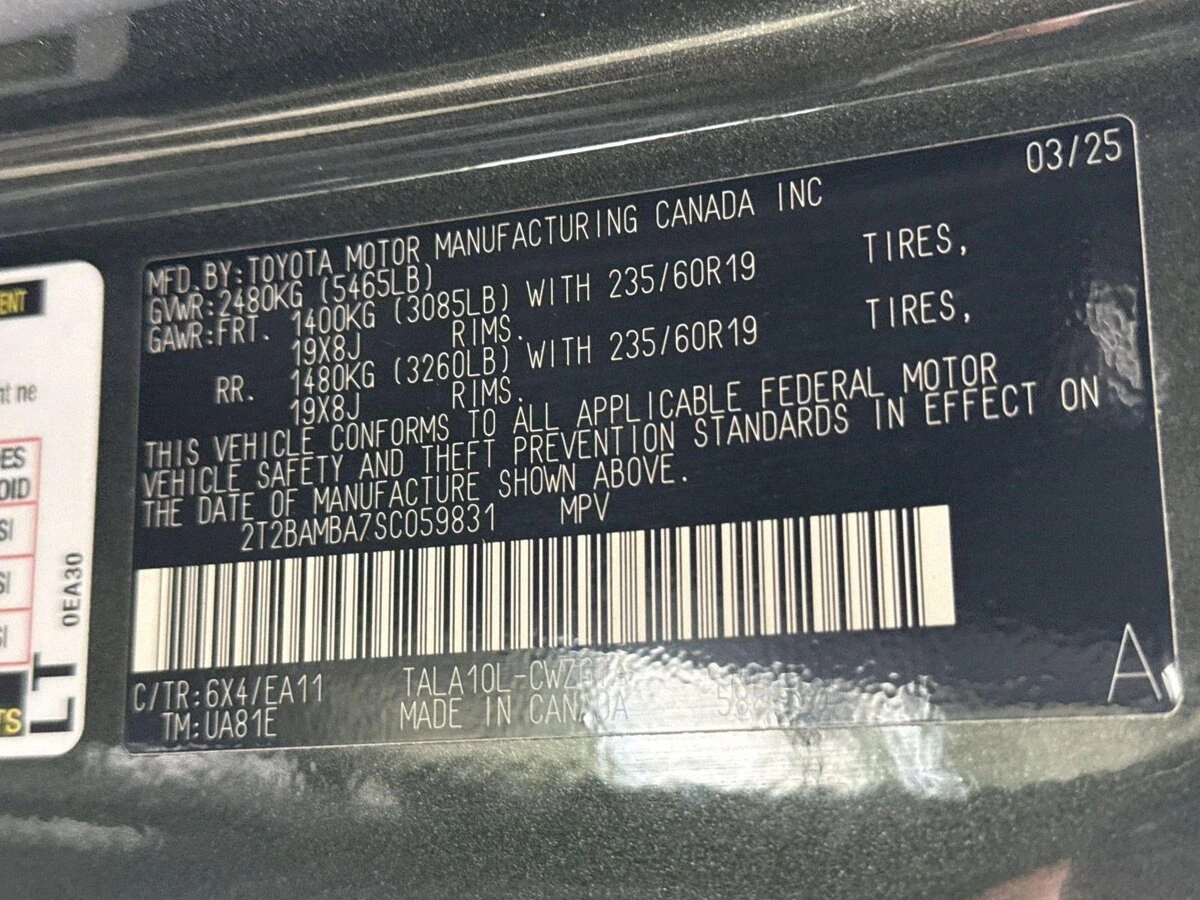 03/25
MFD.BY:TOYOTA MOTOR MANUFACTURING CANADA INC
GVWR:2480KG (5465LB)
GAWR:FRT. 1400KG (3085LB) WITH 235/60R19 TIRES,
19X8J RIMS.
RR. 1480KG (3260LB) WITH 235/60R19 TIRES,
19X8J RIMS.
THIS VEHICLE CONFORMS TO ALL APPLICABLE FEDERAL MOTOR
VEHICLE SAFETY AND THEFT PREVENTION STANDARDS IN EFFECT ON
THE DATE OF MANUFACTURE SHOWN ABOVE.
2T2BAMBA7SC059831 MPV
C/TR:6X4/EA11
TM:UA81E
MADE IN CANADA
A
0EA30
LT